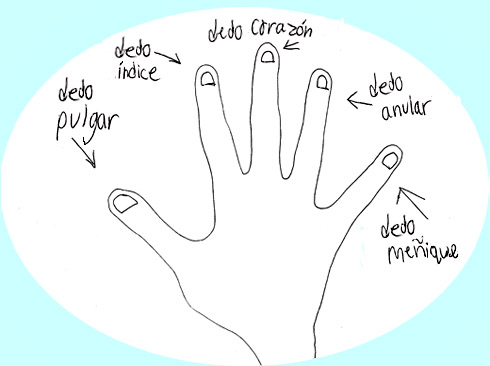 dedo
pulgar
dedo
índice
dedo corazón
dedo
anular
dedo
meñique